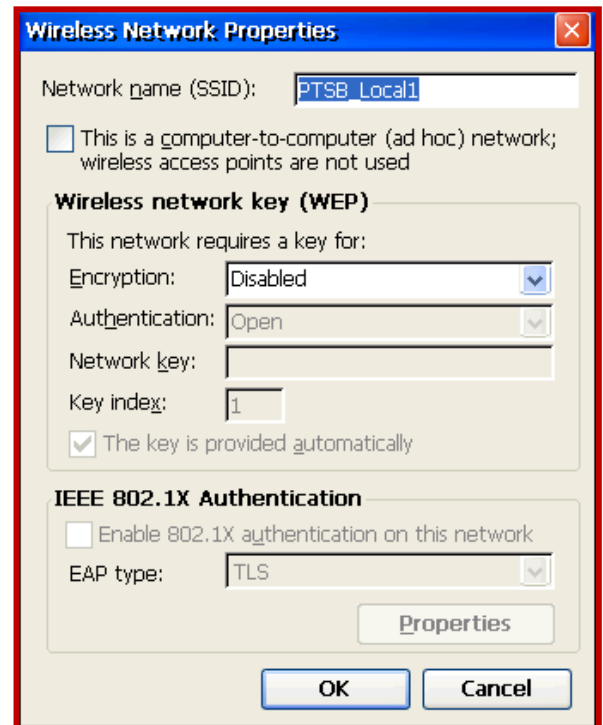 Wireless Network Properties
Network name (SSID): PTSB_Local1
This is a computer-to-computer (ad hoc) network;
wireless access points are not used
Wireless network key (WEP)
This network requires a key for:
Encryption: Disabled
Authentication: Open
Network key:
Key index: 1
The key is provided automatically
IEEE 802.1X Authentication
Enable 802.1X authentication on this network
EAP type: TLS
Properties
OK Cancel